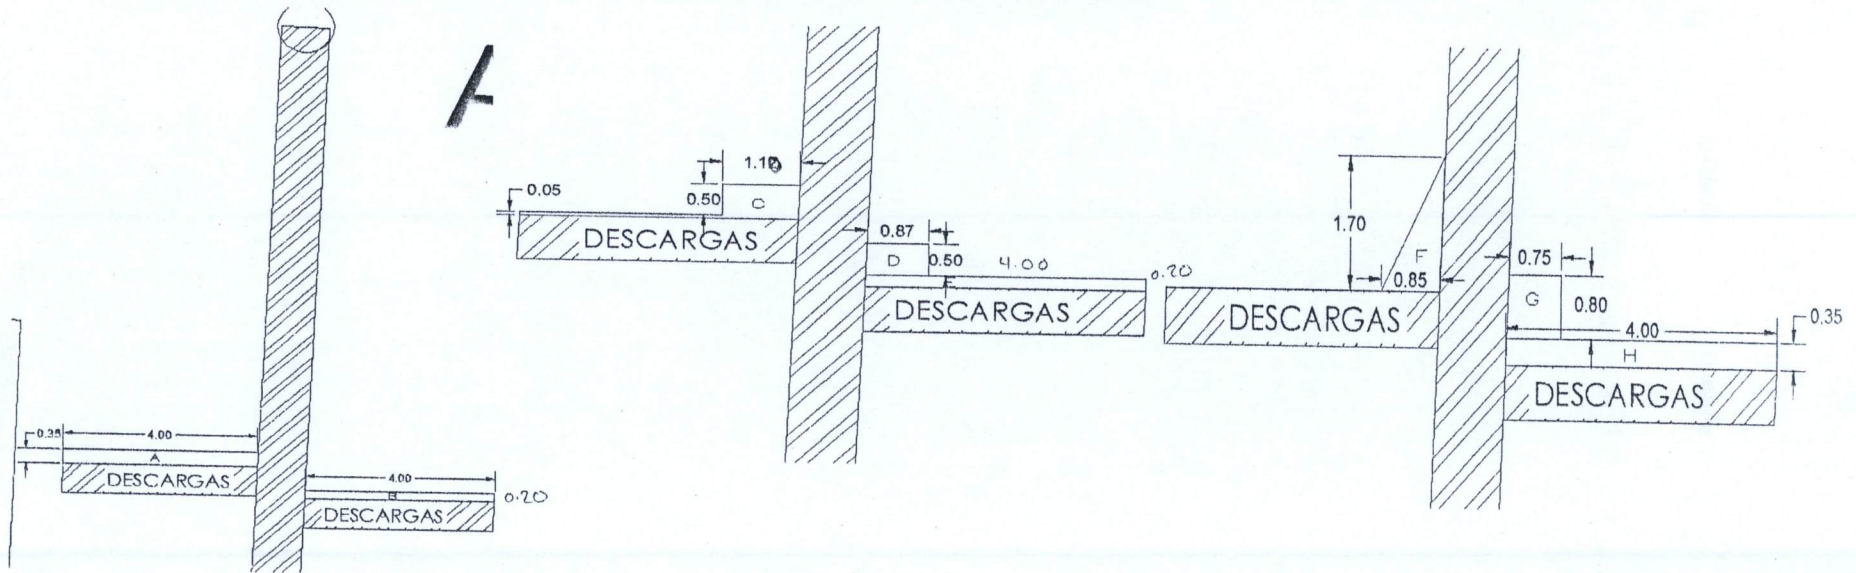 A
1.10
0.05
0.50
C
DESCARGAS
0.87
D
0.50
4.00
0.20
E
DESCARGAS
1.70
F
0.85
DESCARGAS
0.75
G
0.80
4.00
0.35
H
DESCARGAS
0.35
4.00
A
DESCARGAS
4.00
B
0.20
DESCARGAS